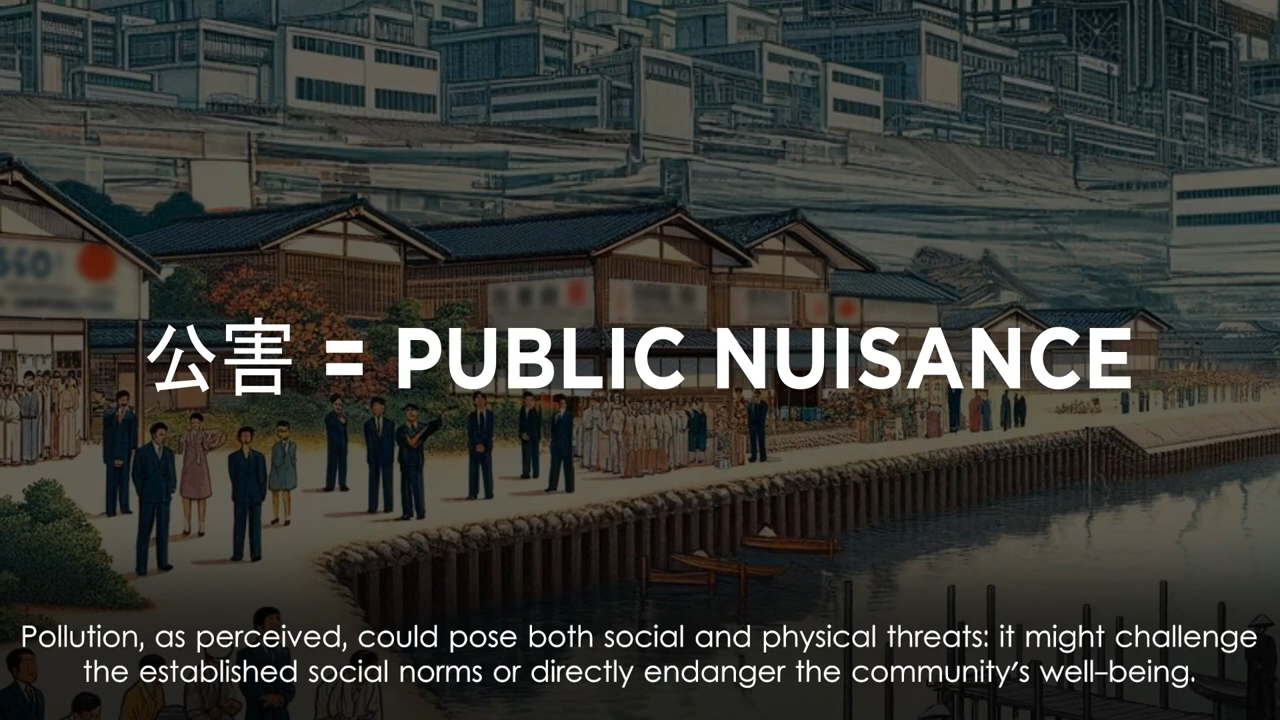 公害 = PUBLIC NUISANCE
Pollution, as perceived, could pose both social and physical threats: it might challenge
the established social norms or directly endanger the community's well-being.